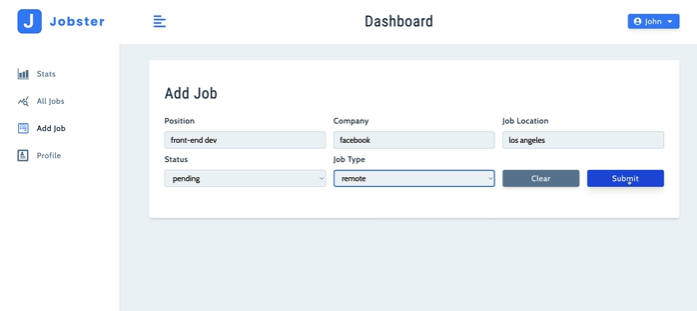 J Jobster
Dashboard
John
Stats
All Jobs
Add Job
Profile
Add Job
Position Company Job Location
front-end dev facebook los angeles
Status Job Type
pending remote Clear Submit